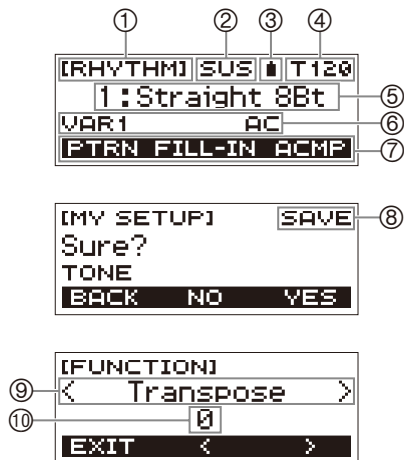 ① ② ③ ④
[RHYTHM] SUS T120
1:Straight 8Bt ⑤
VAR1 AC ⑥
PTRN FILL-IN ACMP ⑦
[MY SETUP] SAVE ⑧
Sure?
TONE
BACK NO YES
[FUNCTION]
⑨ < Transpose >
⑩ 0
EXIT < >